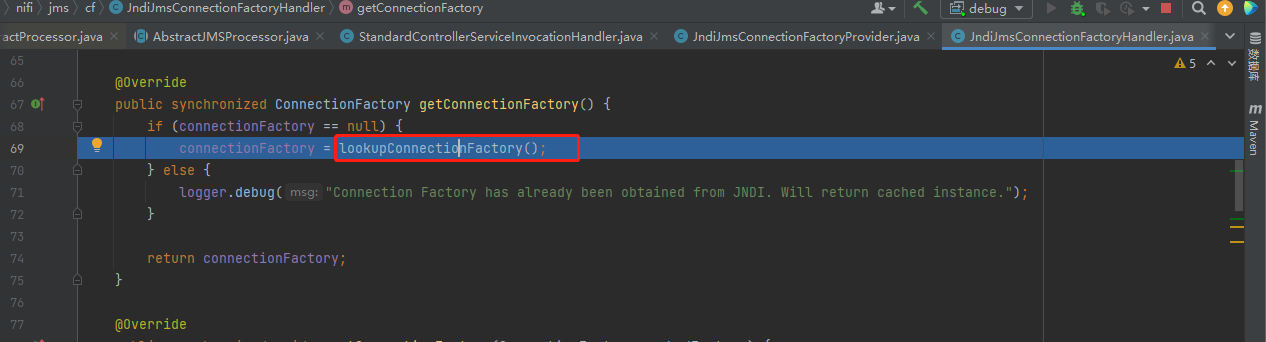 nifi jms cf JndiJmsConnectionFactoryHandler getConnectionFactory debug
actProcessor.java AbstractJMSProcessor.java StandardControllerServiceInvocationHandler.java JndiJmsConnectionFactoryProvider.java JndiJmsConnectionFactoryHandler.java
65
5
66 @Override
67 public synchronized ConnectionFactory getConnectionFactory() {
68 if (connectionFactory == null) {
69 connectionFactory = lookupConnectionFactory();
70 } else {
71 logger.debug( msg: "Connection Factory has already been obtained from JNDI. Will return cached instance.");
72 }
73
74 return connectionFactory;
75 }
76
77 @Override
数据库
m Maven